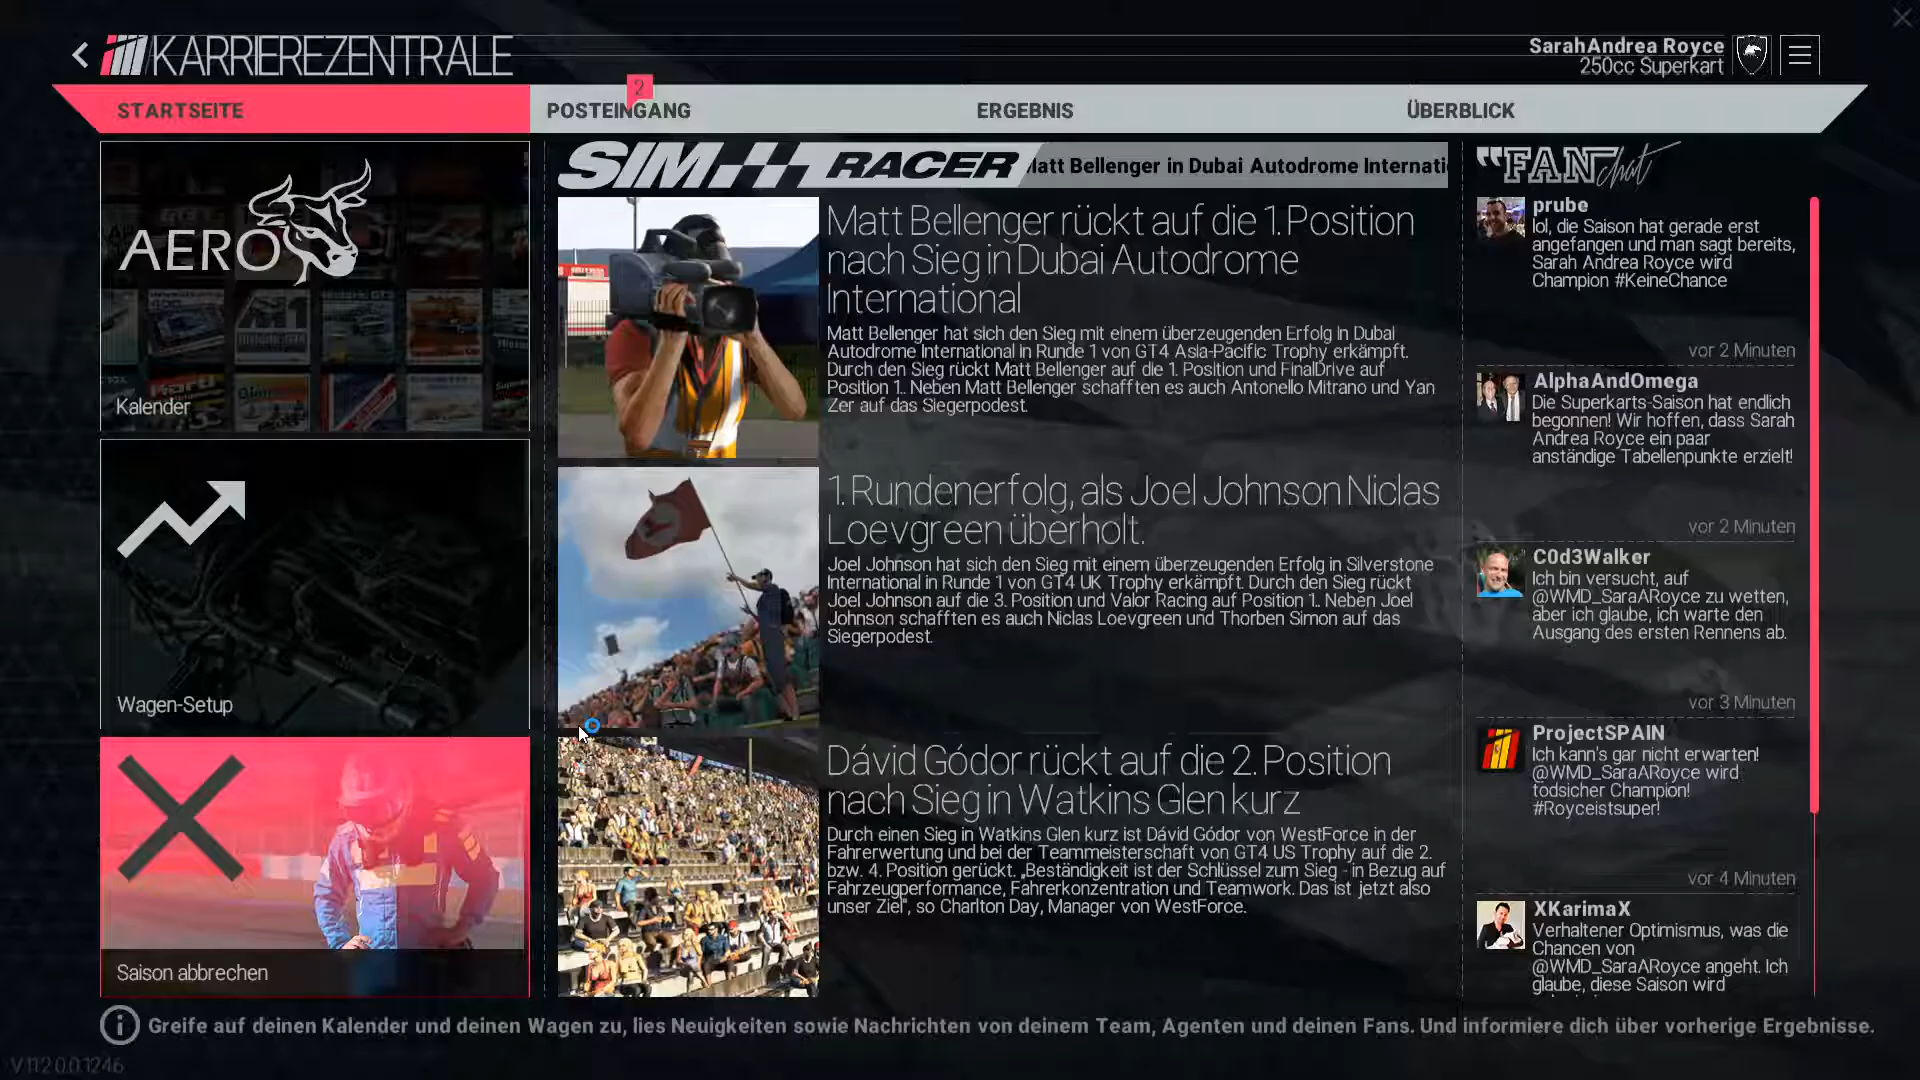 KARRIEREZENTRALE
SarahAndrea Royce
250cc Superkart
STARTSEITE
POSTEINGANG
2
ERGEBNIS
ÜBERBLICK
AERO
Kalender
Wagen-Setup
Saison abbrechen
SIM RACER
Matt Bellenger in Dubai Autodrome Internati
Matt Bellenger rückt auf die 1. Position
nach Sieg in Dubai Autodrome
International
Matt Bellenger hat sich den Sieg mit einem überzeugenden Erfolg in Dubai
Autodrome International in Runde 1 von GT4 Asia-Pacific Trophy erkämpft.
Durch den Sieg rückt Matt Bellenger auf die 1. Position und FinalDrive auf
Position 1.. Neben Matt Bellenger schafften es auch Antonello Mitrano und Yan
Zer auf das Siegerpodest.
1. Rundenerfolg, als Joel Johnson Niclas
Loevgreen überholt.
Joel Johnson hat sich den Sieg mit einem überzeugenden Erfolg in Silverstone
International in Runde 1 von GT4 UK Trophy erkämpft. Durch den Sieg rückt
Joel Johnson auf die 3. Position und Valor Racing auf Position 1.. Neben Joel
Johnson schafften es auch Niclas Loevgreen und Thorben Simon auf das
Siegerpodest.
Dávid Gódor rückt auf die 2. Position
nach Sieg in Watkins Glen kurz
Durch einen Sieg in Watkins Glen kurz ist Dávid Gódor von WestForce in der
Fahrerwertung und bei der Teammeisterschaft von GT4 US Trophy auf die 2.
bzw. 4. Position gerückt. „Beständigkeit ist der Schlüssel zum Sieg - in Bezug auf
Fahrzeugperformance, Fahrerkonzentration und Teamwork. Das ist jetzt also
unser Ziel", so Charlton Day, Manager von WestForce.
"FAN chat
prube
lol, die Saison hat gerade erst
angefangen und man sagt bereits,
Sarah Andrea Royce wird
Champion #KeineChance
vor 2 Minuten
AlphaAndOmega
Die Superkarts-Saison hat endlich
begonnen! Wir hoffen, dass Sarah
Andrea Royce ein paar
anständige Tabellenpunkte erzielt!
vor 2 Minuten
C0d3Walker
Ich bin versucht, auf
@WMD_SaraARoyce zu wetten,
aber ich glaube, ich warte den
Ausgang des ersten Rennens ab.
vor 3 Minuten
ProjectSPAIN
Ich kann's gar nicht erwarten!
@WMD_SaraARoyce wird
todsicher Champion!
#Royceistsuper!
vor 4 Minuten
XKarimaX
Verhaltener Optimismus, was die
Chancen von
@WMD_SaraARoyce angeht. Ich
glaube, diese Saison wird
Greife auf deinen Kalender und deinen Wagen zu, lies Neuigkeiten sowie Nachrichten von deinem Team, Agenten und deinen Fans. Und informiere dich über vorherige Ergebnisse.
V11.2.0.0.1246